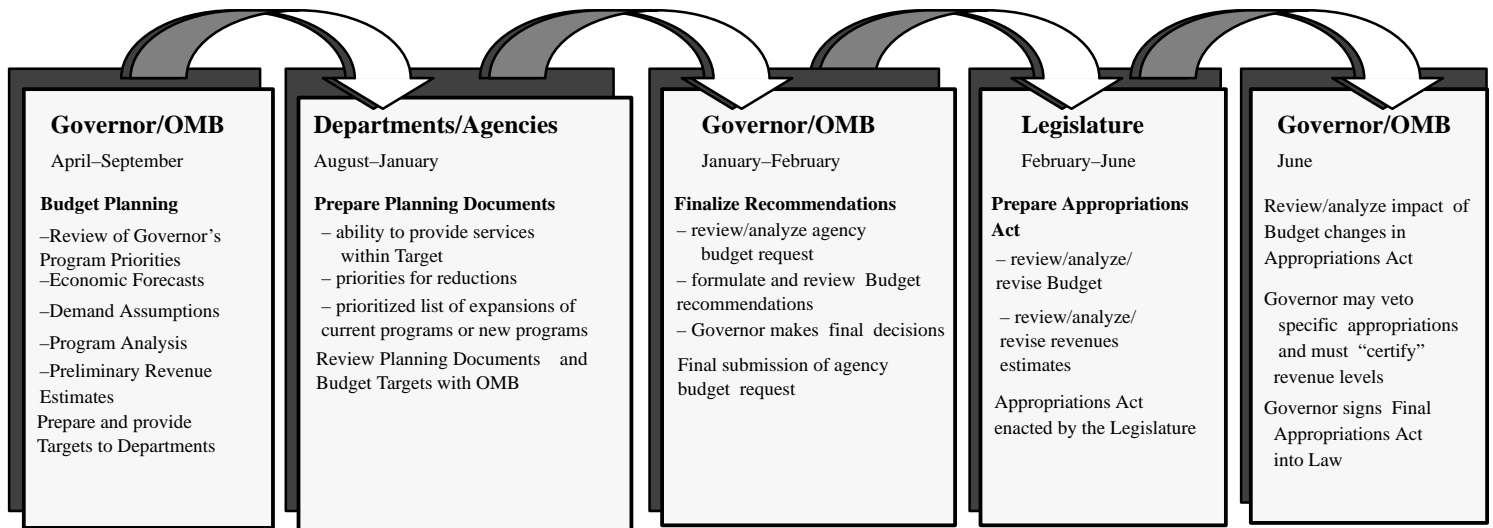 Governor/OMB
April–September
Budget Planning
–Review of Governor's
Program Priorities
–Economic Forecasts
–Demand Assumptions
–Program Analysis
–Preliminary Revenue
Estimates
Prepare and provide
Targets to Departments
Departments/Agencies
August–January
Prepare Planning Documents
– ability to provide services
within Target
– priorities for reductions
– prioritized list of expansions of
current programs or new programs
Review Planning Documents and
Budget Targets with OMB
Governor/OMB
January–February
Finalize Recommendations
– review/analyze agency
budget request
– formulate and review Budget
recommendations
– Governor makes final decisions
Final submission of agency
budget request
Legislature
February–June
Prepare Appropriations
Act
– review/analyze/
revise Budget
– review/analyze/
revise revenues
estimates
Appropriations Act
enacted by the Legislature
Governor/OMB
June
Review/analyze impact of
Budget changes in
Appropriations Act
Governor may veto
specific appropriations
and must “certify”
revenue levels
Governor signs Final
Appropriations Act
into Law